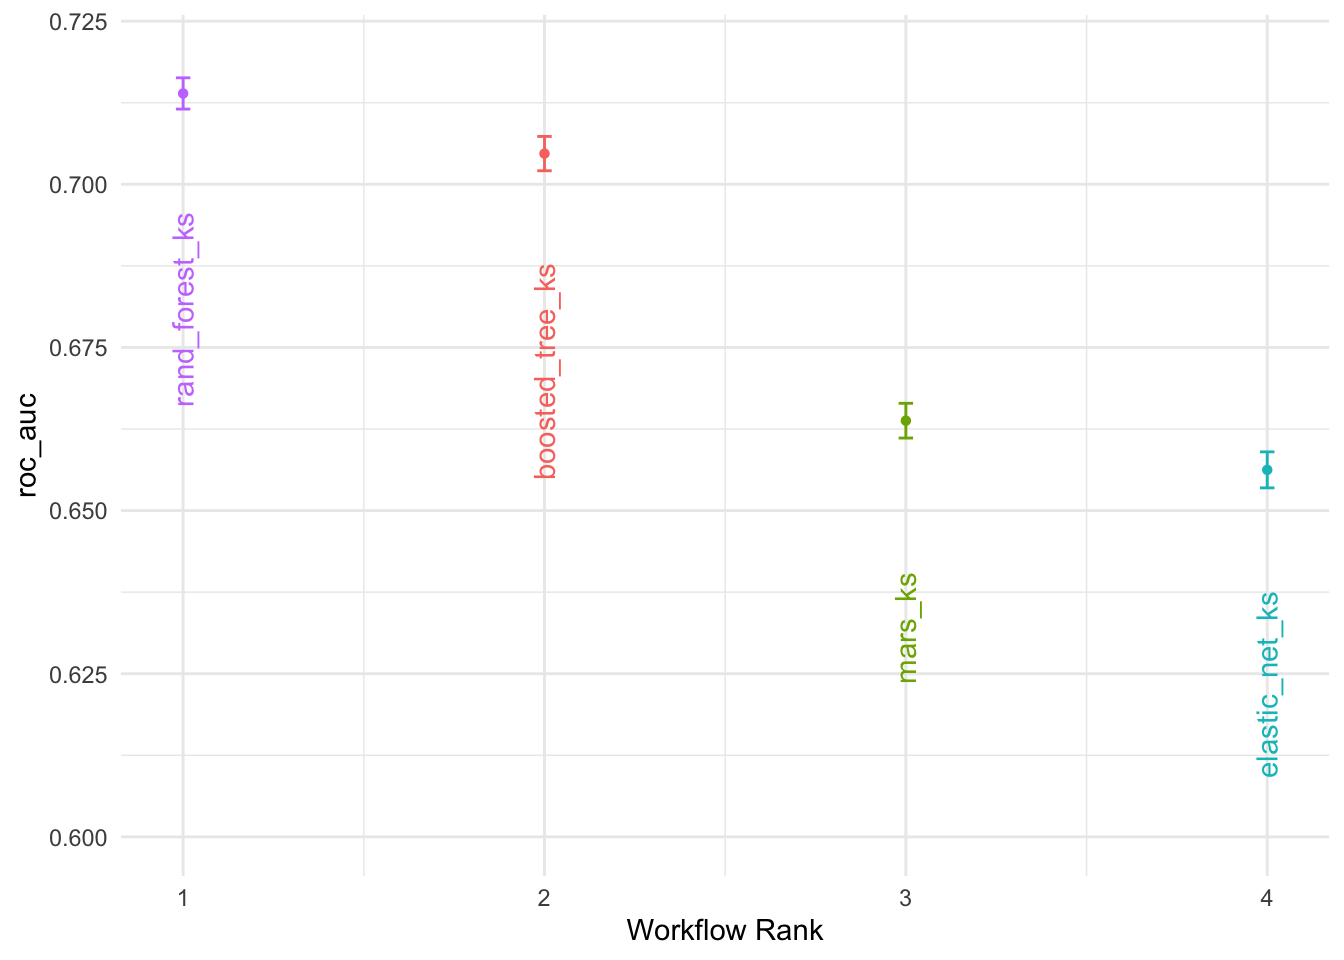 0.725
0.700
0.675
0.650
0.625
0.600
roc_auc
rand_forest_ks
boosted_tree_ks
mars_ks
elastic_net_ks
1
2
3
4
Workflow Rank